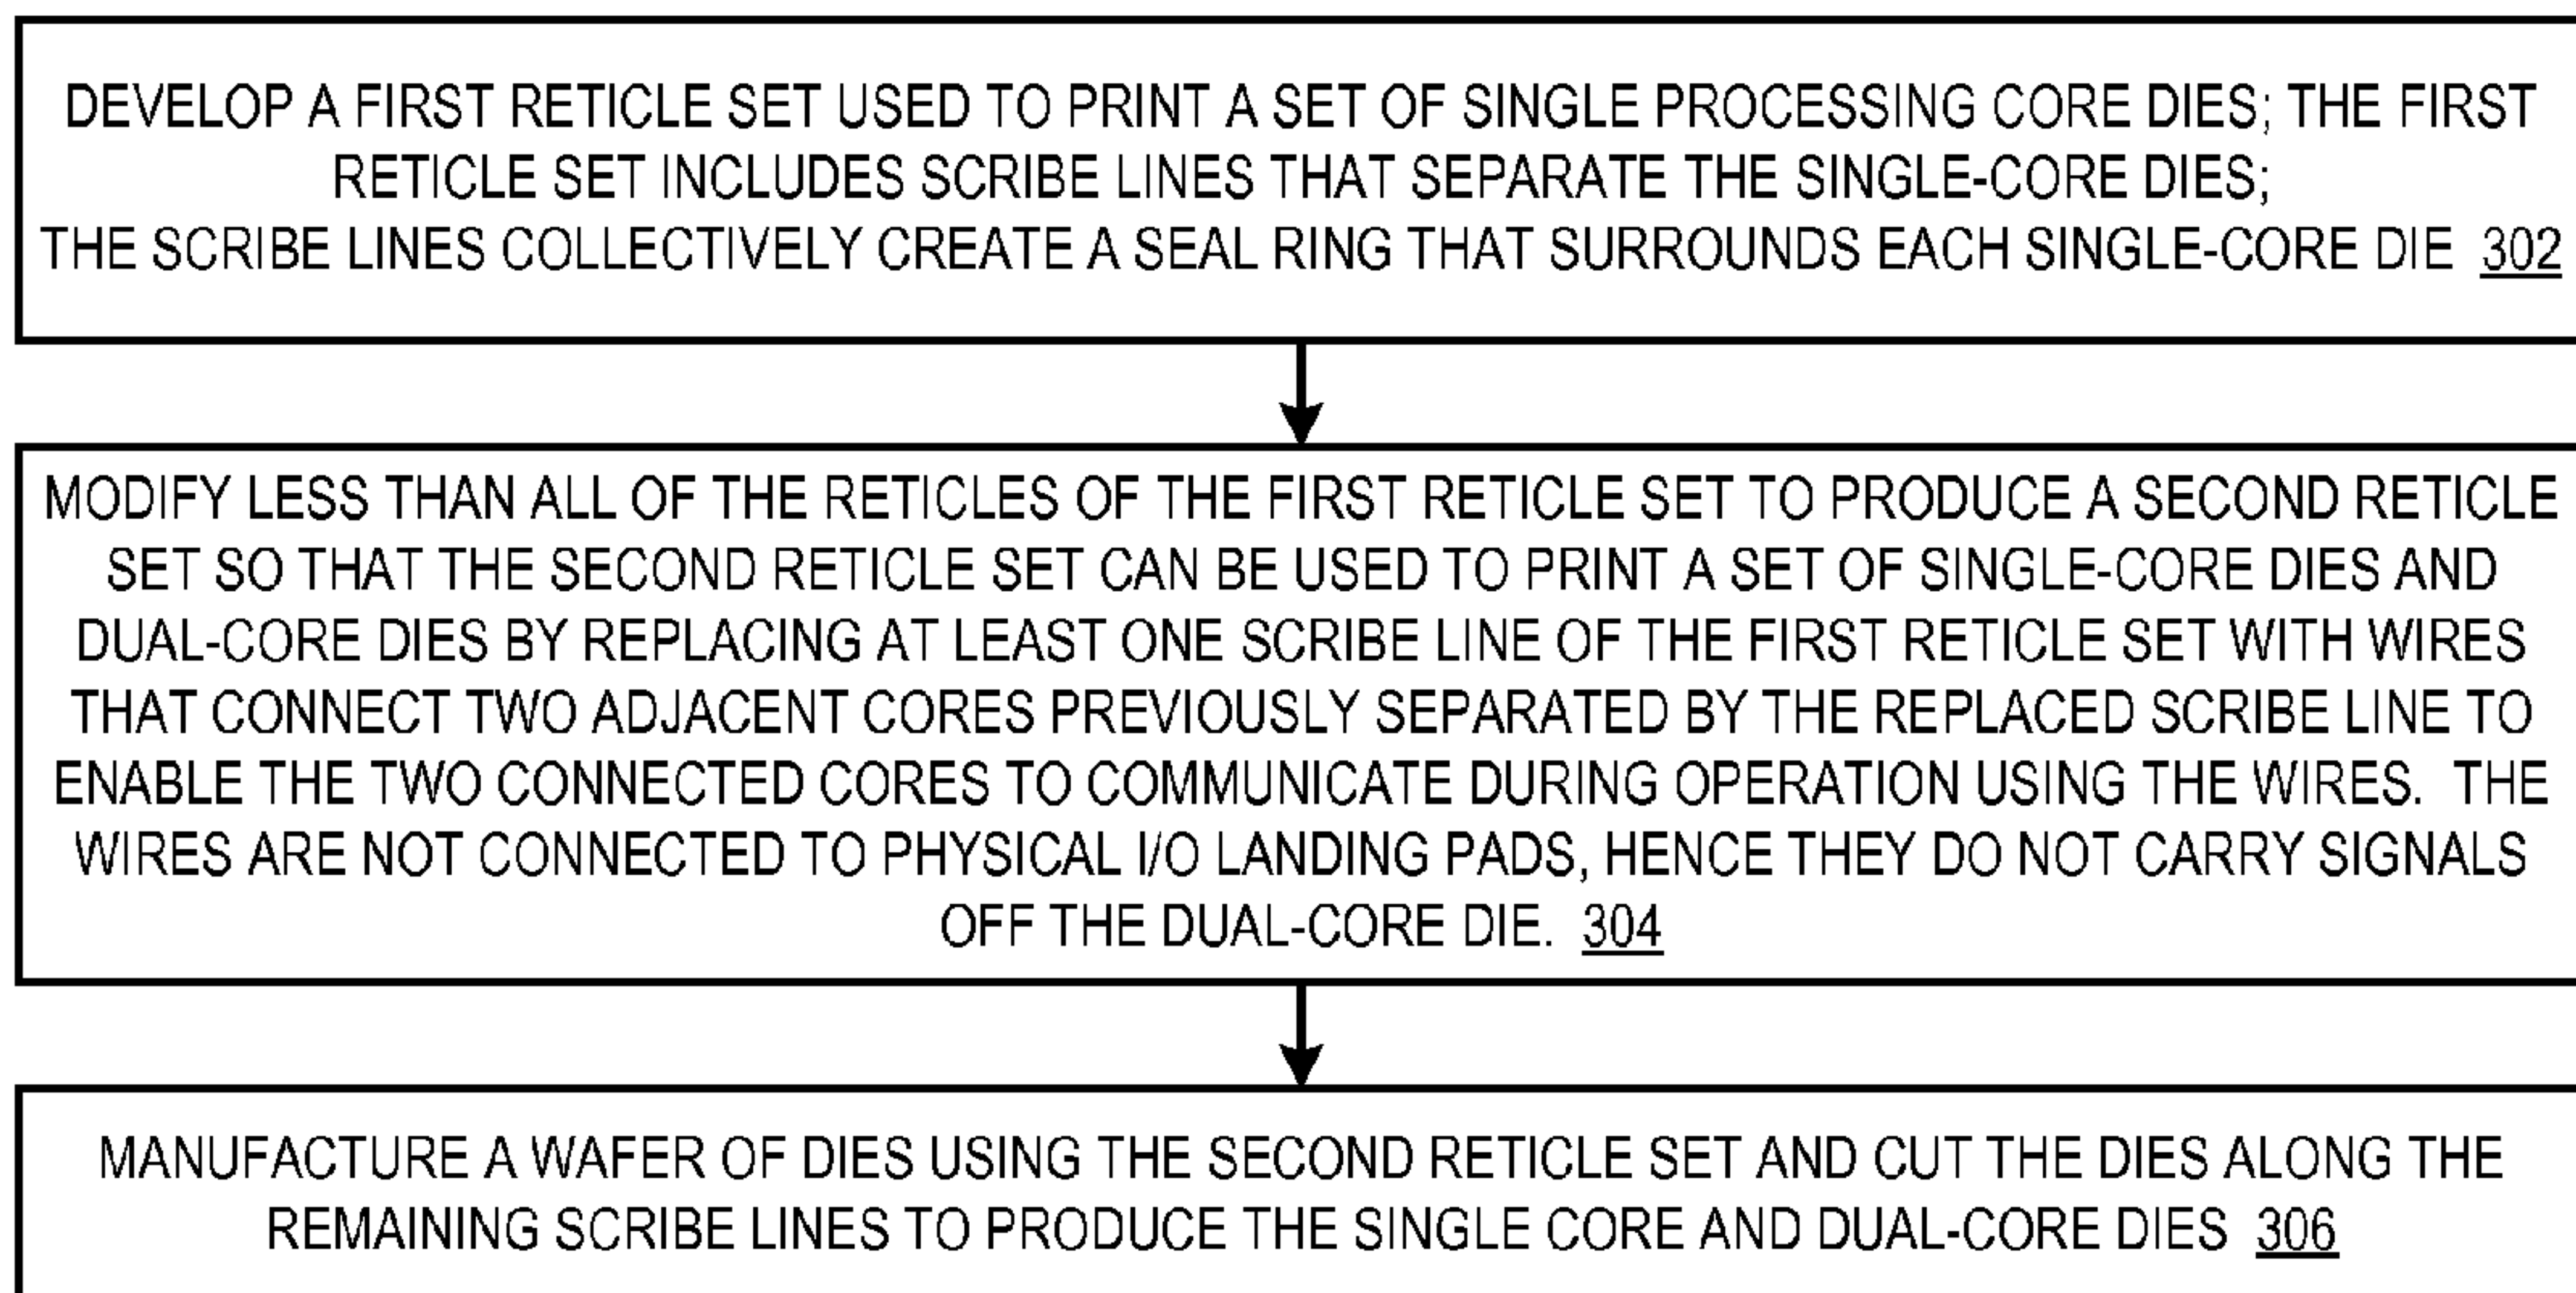 DEVELOP A FIRST RETICLE SET USED TO PRINT A SET OF SINGLE PROCESSING CORE DIES; THE FIRST
RETICLE SET INCLUDES SCRIBE LINES THAT SEPARATE THE SINGLE-CORE DIES;
THE SCRIBE LINES COLLECTIVELY CREATE A SEAL RING THAT SURROUNDS EACH SINGLE-CORE DIE 302
MODIFY LESS THAN ALL OF THE RETICLES OF THE FIRST RETICLE SET TO PRODUCE A SECOND RETICLE
SET SO THAT THE SECOND RETICLE SET CAN BE USED TO PRINT A SET OF SINGLE-CORE DIES AND
DUAL-CORE DIES BY REPLACING AT LEAST ONE SCRIBE LINE OF THE FIRST RETICLE SET WITH WIRES
THAT CONNECT TWO ADJACENT CORES PREVIOUSLY SEPARATED BY THE REPLACED SCRIBE LINE TO
ENABLE THE TWO CONNECTED CORES TO COMMUNICATE DURING OPERATION USING THE WIRES. THE
WIRES ARE NOT CONNECTED TO PHYSICAL I/O LANDING PADS, HENCE THEY DO NOT CARRY SIGNALS
OFF THE DUAL-CORE DIE. 304
MANUFACTURE A WAFER OF DIES USING THE SECOND RETICLE SET AND CUT THE DIES ALONG THE
REMAINING SCRIBE LINES TO PRODUCE THE SINGLE CORE AND DUAL-CORE DIES 306